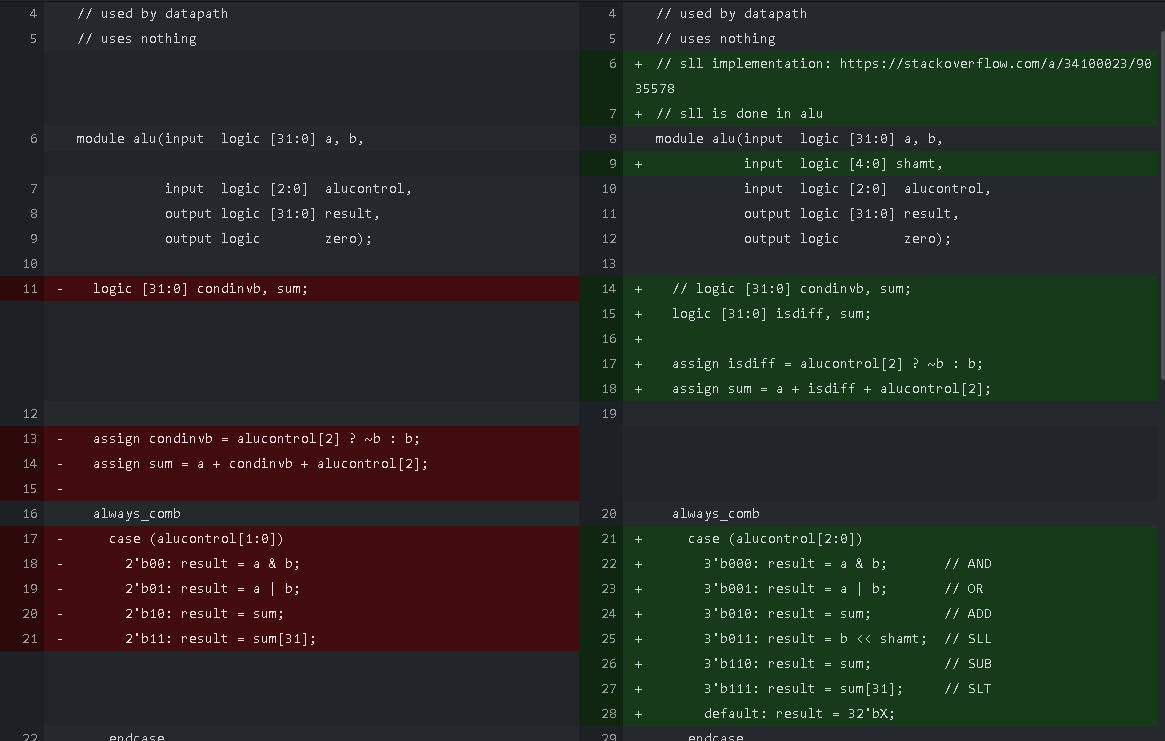 4 // used by datapath
5 // uses nothing
6 module alu(input logic [31:0] a, b,
7 input logic [2:0] alucontrol,
8 output logic [31:0] result,
9 output logic zero);
10
11 - logic [31:0] condinvb, sum;
12
13 - assign condinvb = alucontrol[2] ? ~b : b;
14 - assign sum = a + condinvb + alucontrol[2];
15 -
16 always_comb
17 - case (alucontrol[1:0])
18 - 2'b00: result = a & b;
19 - 2'b01: result = a | b;
20 - 2'b10: result = sum;
21 - 2'b11: result = sum[31];
22 endcase
4 // used by datapath
5 // uses nothing
6 + // sll implementation: https://stackoverflow.com/a/34100023/90
35578
7 + // sll is done in alu
8 module alu(input logic [31:0] a, b,
9 + input logic [4:0] shamt,
10 input logic [2:0] alucontrol,
11 output logic [31:0] result,
12 output logic zero);
13
14 + // logic [31:0] condinvb, sum;
15 + logic [31:0] isdiff, sum;
16 +
17 + assign isdiff = alucontrol[2] ? ~b : b;
18 + assign sum = a + isdiff + alucontrol[2];
19
20 always_comb
21 + case (alucontrol[2:0])
22 + 3'b000: result = a & b; // AND
23 + 3'b001: result = a | b; // OR
24 + 3'b010: result = sum; // ADD
25 + 3'b011: result = b << shamt; // SLL
26 + 3'b110: result = sum; // SUB
27 + 3'b111: result = sum[31]; // SLT
28 + default: result = 32'bX;
29 endcase